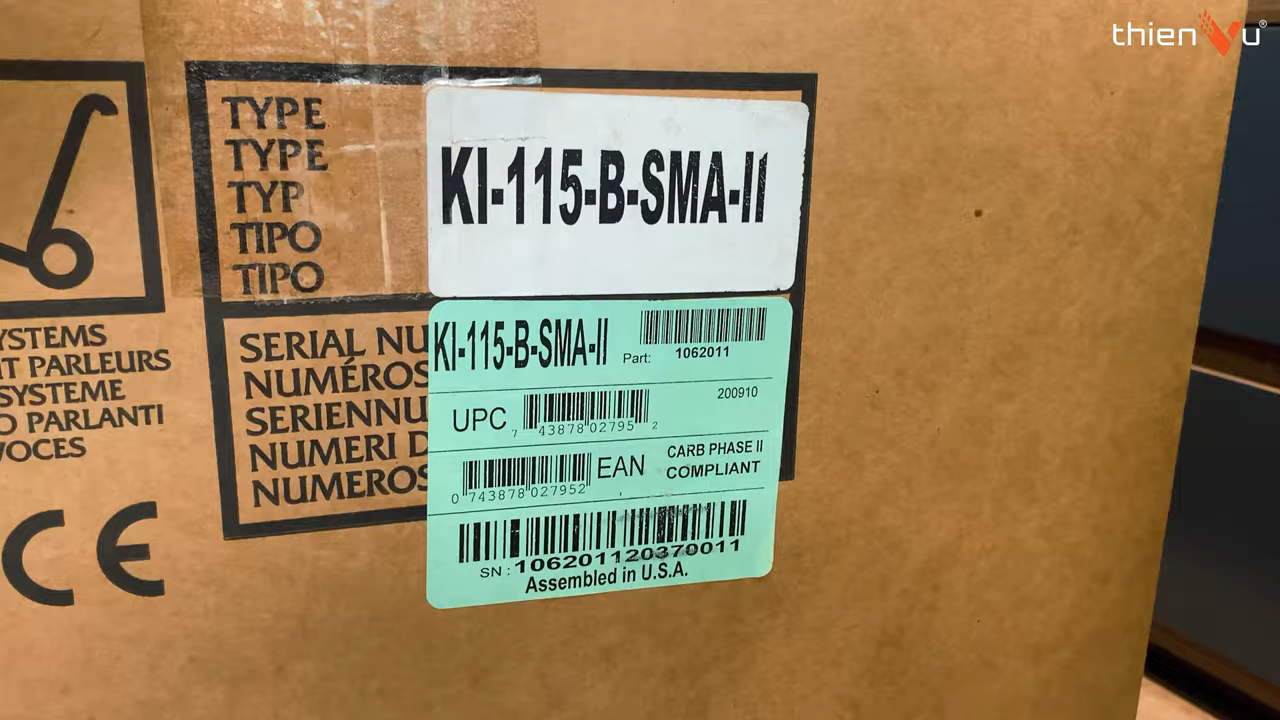 thien Vu®
TYPE
TYPE
TYP
TIPO
TIPO
KI-115-B-SMA-II
YSTEMS
T PARLEURS
SYSTEME
O PARLANTI
VOCES
SERIAL NU
NUMÉROS
SERIENNU
NUMERI D
NUMEROS
KI-115-B-SMA-II
Part: 1062011
UPC 7 43878 02795 2
200910
0 743878 027952 EAN
CARB PHASE II
COMPLIANT
SN: 106201120370011
Assembled in U.S.A.
CE